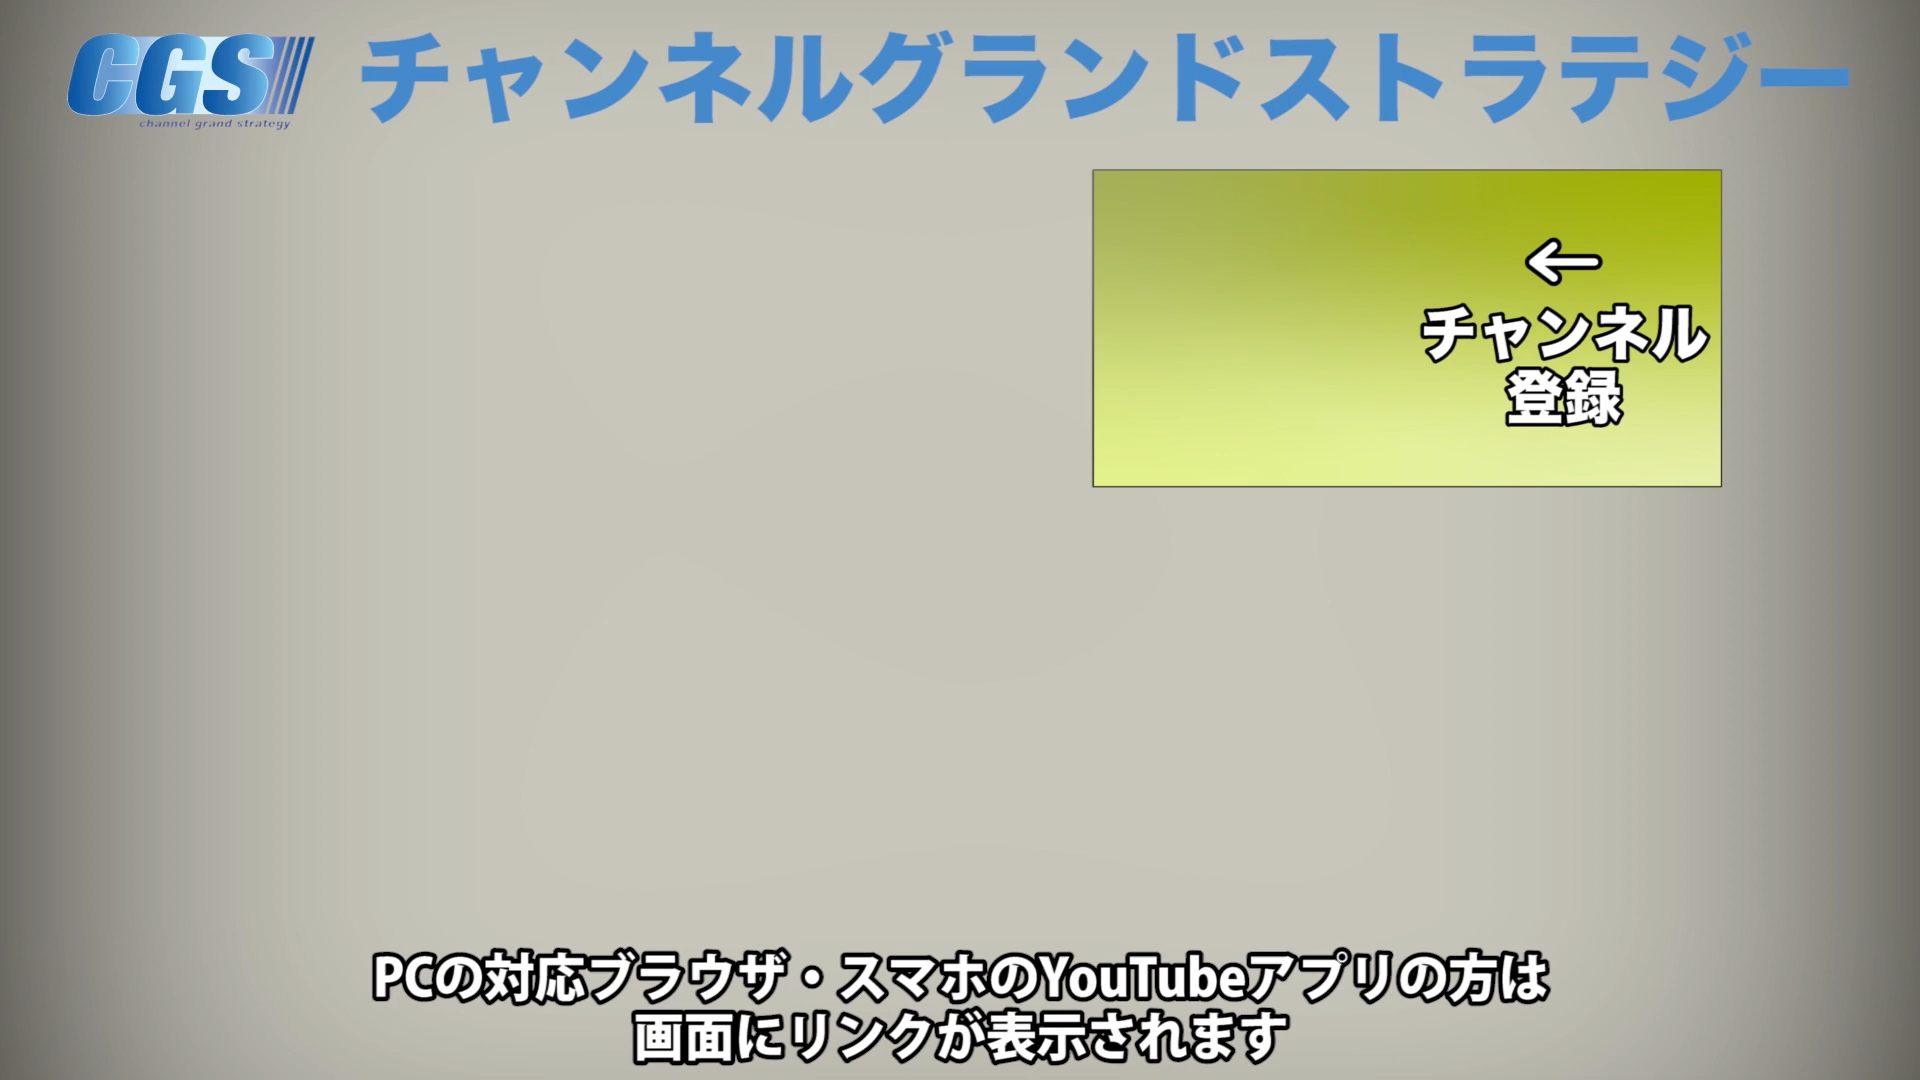 CGS
channel grand strategy
チャンネルグランドストラテジー
←
チャンネル
登録
PCの対応ブラウザ・スマホのYouTubeアプリの方は
画面にリンクが表示されます